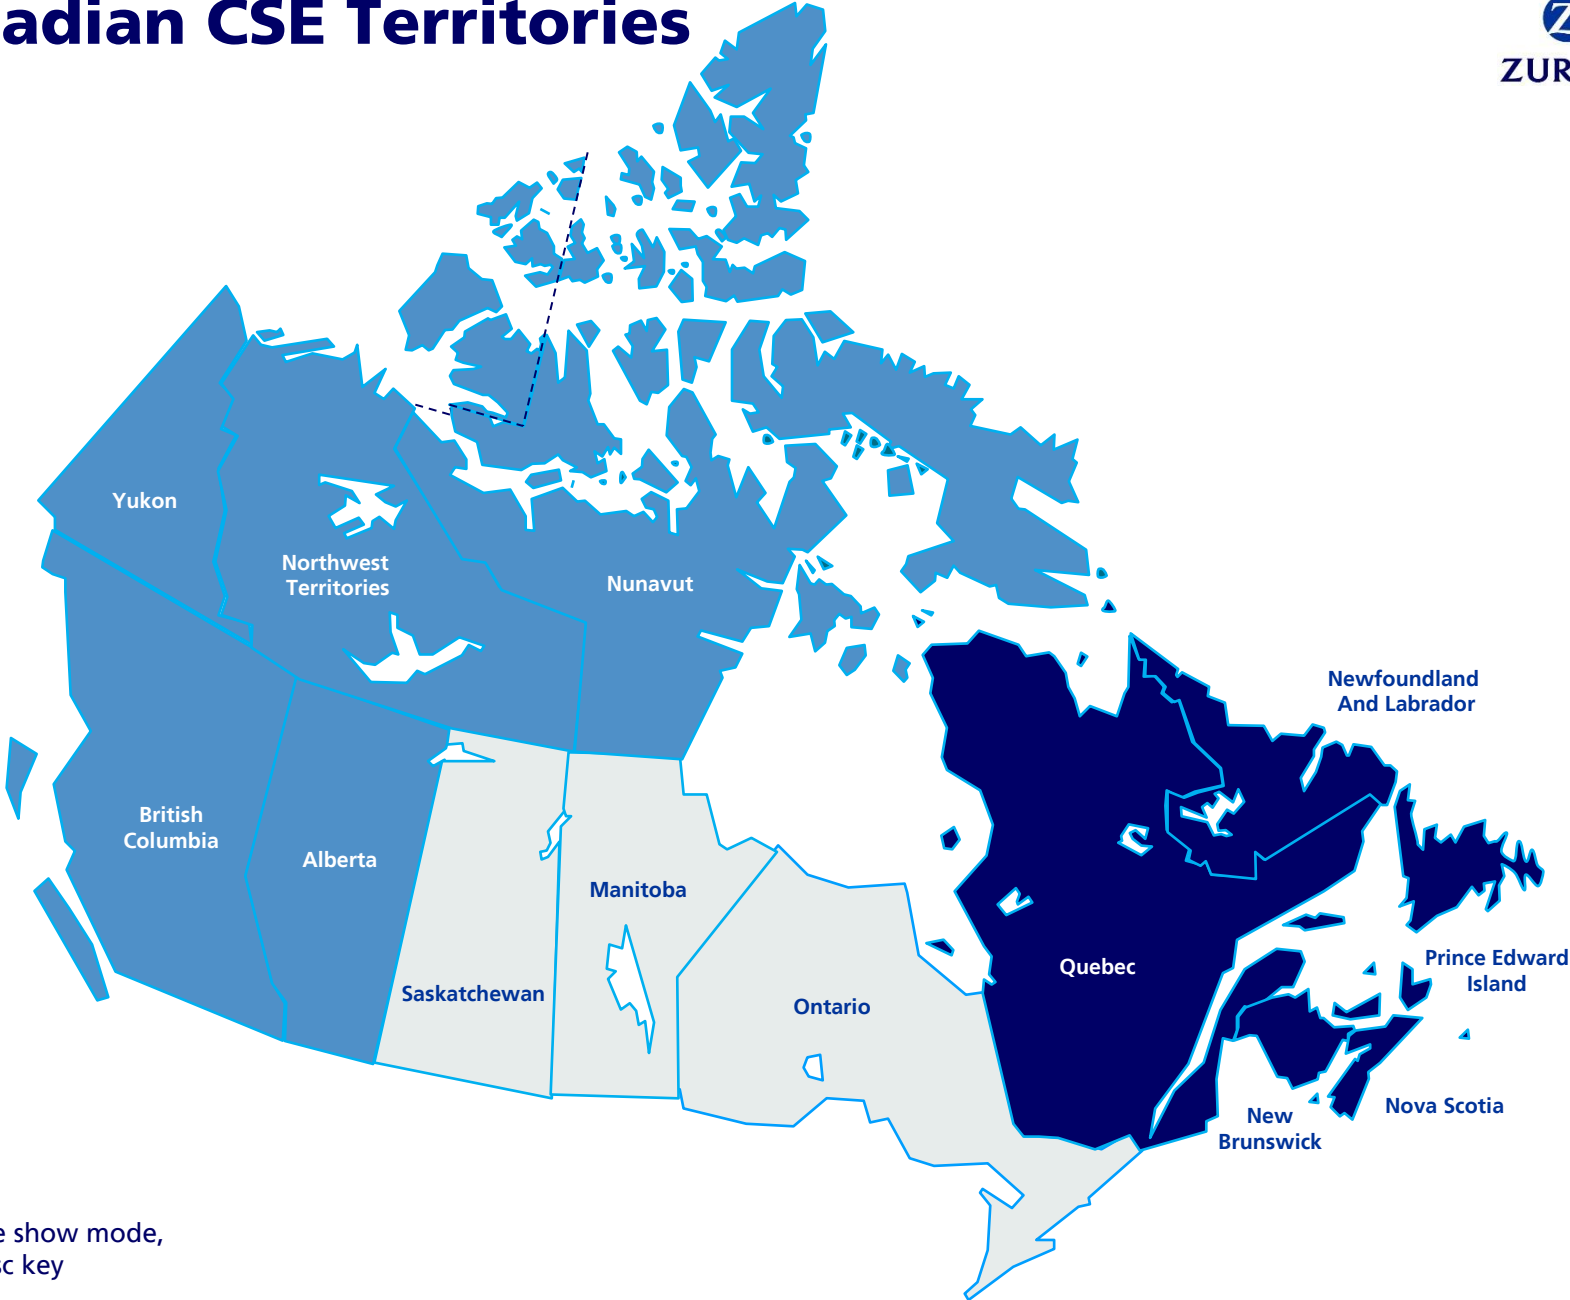 adian CSE Territories
Z
ZUR
Yukon
Northwest
Territories
Nunavut
Newfoundland
And Labrador
British
Columbia
Alberta
Manitoba
Saskatchewan
Ontario
Quebec
Prince Edward
Island
New
Brunswick
Nova Scotia
e show mode,
sc key